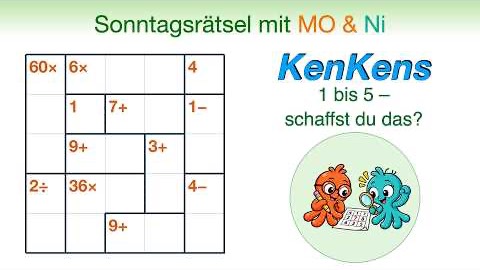 Sonntagsrätsel mit MO & Ni
60× 6× 4
1 7+ 1−
9+ 3+
2÷ 36× 4−
9+
KenKens
1 bis 5 –
schaffst du das?